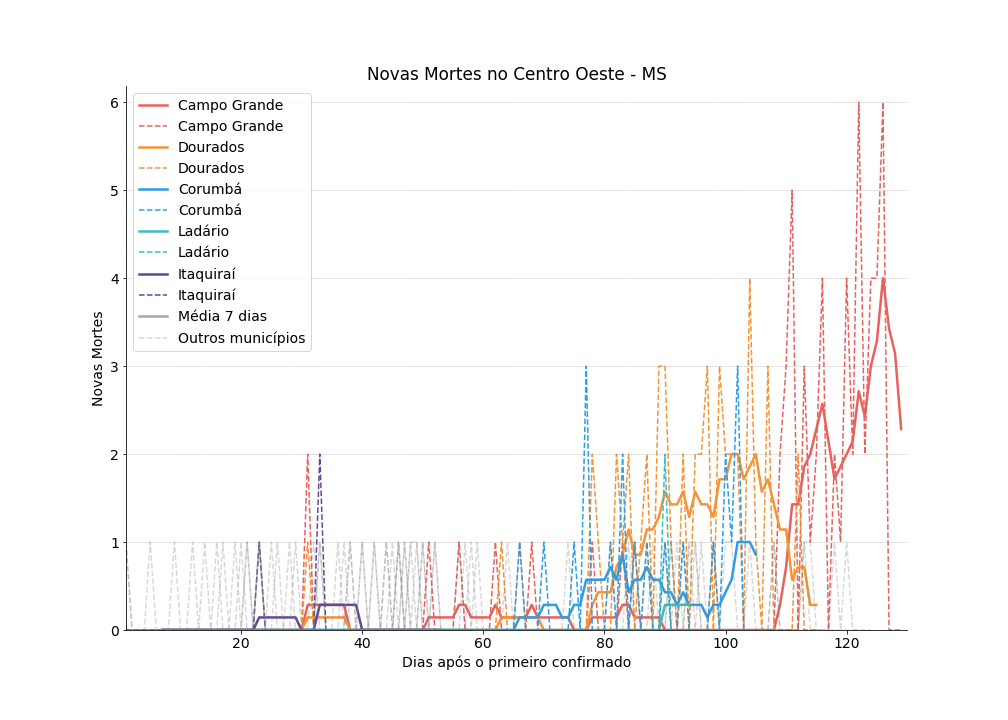 Novas Mortes no Centro Oeste - MS
Campo Grande
Campo Grande
Dourados
Dourados
Corumbá
Corumbá
Ladário
Ladário
Itaquiraí
Itaquiraí
Média 7 dias
Outros municípios
Novas Mortes
6
5
4
3
2
1
0
20 40 60 80 100 120
Dias após o primeiro confirmado